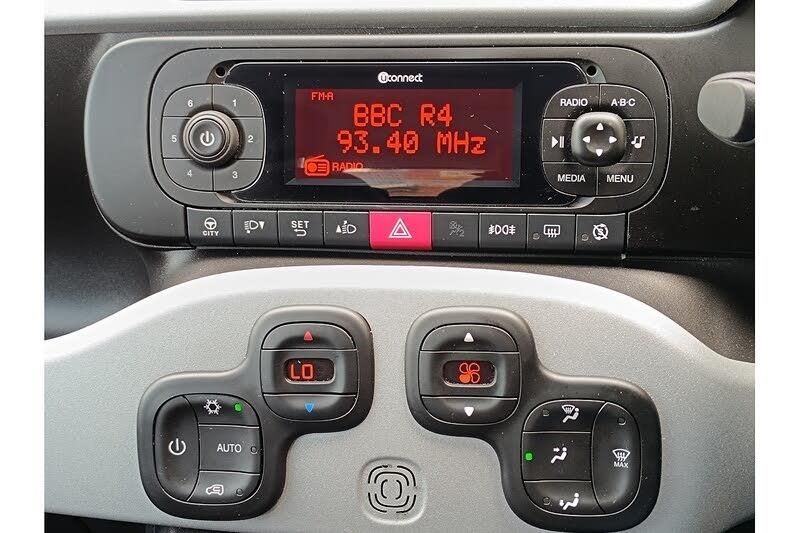 uconnect
FM-A
BBC R4
93.40 MHz
RADIO
6 1
5 2
4 3
RADIO A·B·C
MEDIA MENU
CITY SET
LO
AUTO
MAX